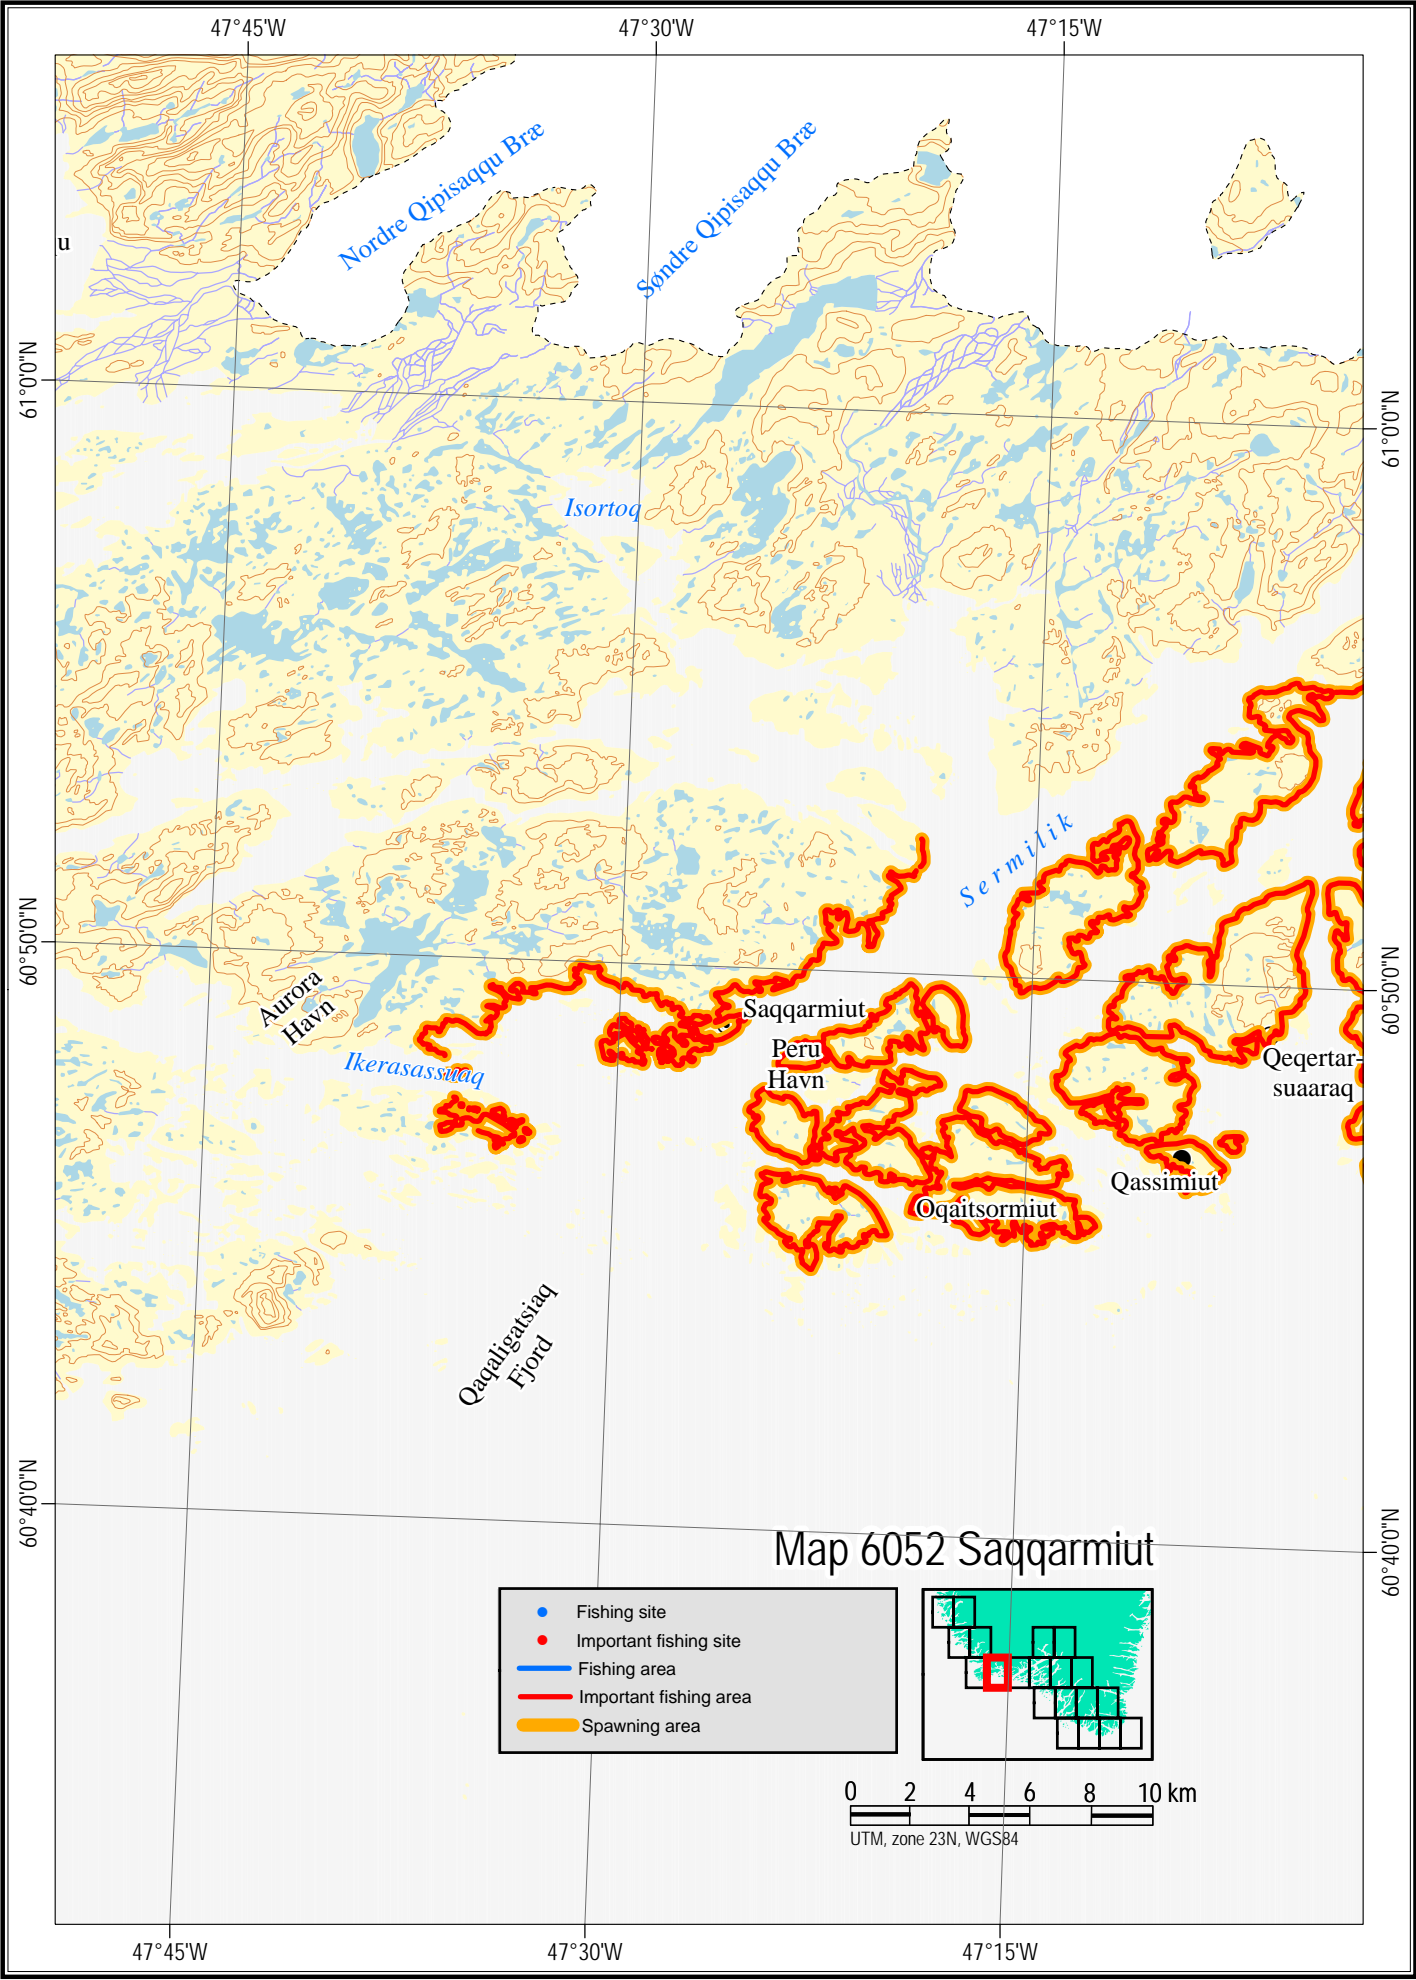 47°45'W
47°30'W
47°15'W
Nordre Qipisaqqu Bræ
Søndre Qipisaqqu Bræ
u
61°0'0"N
61°0'0"N
Isortoq
Sermilik
60°50'0"N
60°50'0"N
Aurora
Havn
Saqqarmiut
Peru
Havn
Qeqertar-
suaaraq
Ikerasassuaq
Qassimiut
Oqaitsormiut
Qaqaligatsiaq
Fjord
60°40'0"N
60°40'0"N
Map 6052 Saqqarmiut
Fishing site
Important fishing site
Fishing area
Important fishing area
Spawning area
0 2 4 6 8 10 km
UTM, zone 23N, WGS84
47°45'W
47°30'W
47°15'W